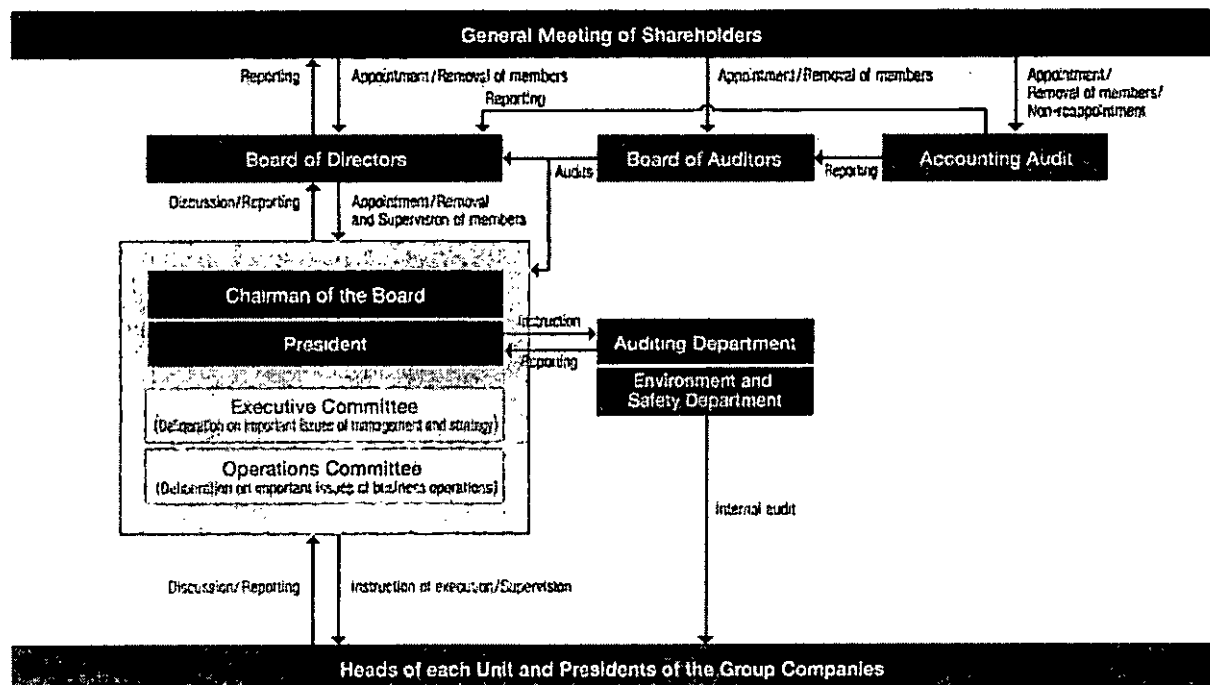 General Meeting of Shareholders
Reporting
Appointment/Removal of members
Appointment/Removal of members
Appointment/
Removal of members/
Non-reappointment
Reporting
Board of Directors
Board of Auditors
Accounting Audit
Audits
Reporting
Discussion/Reporting
Appointment/Removal
and Supervision of members
Chairman of the Board
President
Instruction
Reporting
Auditing Department
Environment and
Safety Department
Executive Committee
(Deliberation on important issues of management and strategy)
Operations Committee
(Deliberation on important issues of business operations)
Internal audit
Discussion/Reporting
Instruction of execution/Supervision
Heads of each Unit and Presidents of the Group Companies